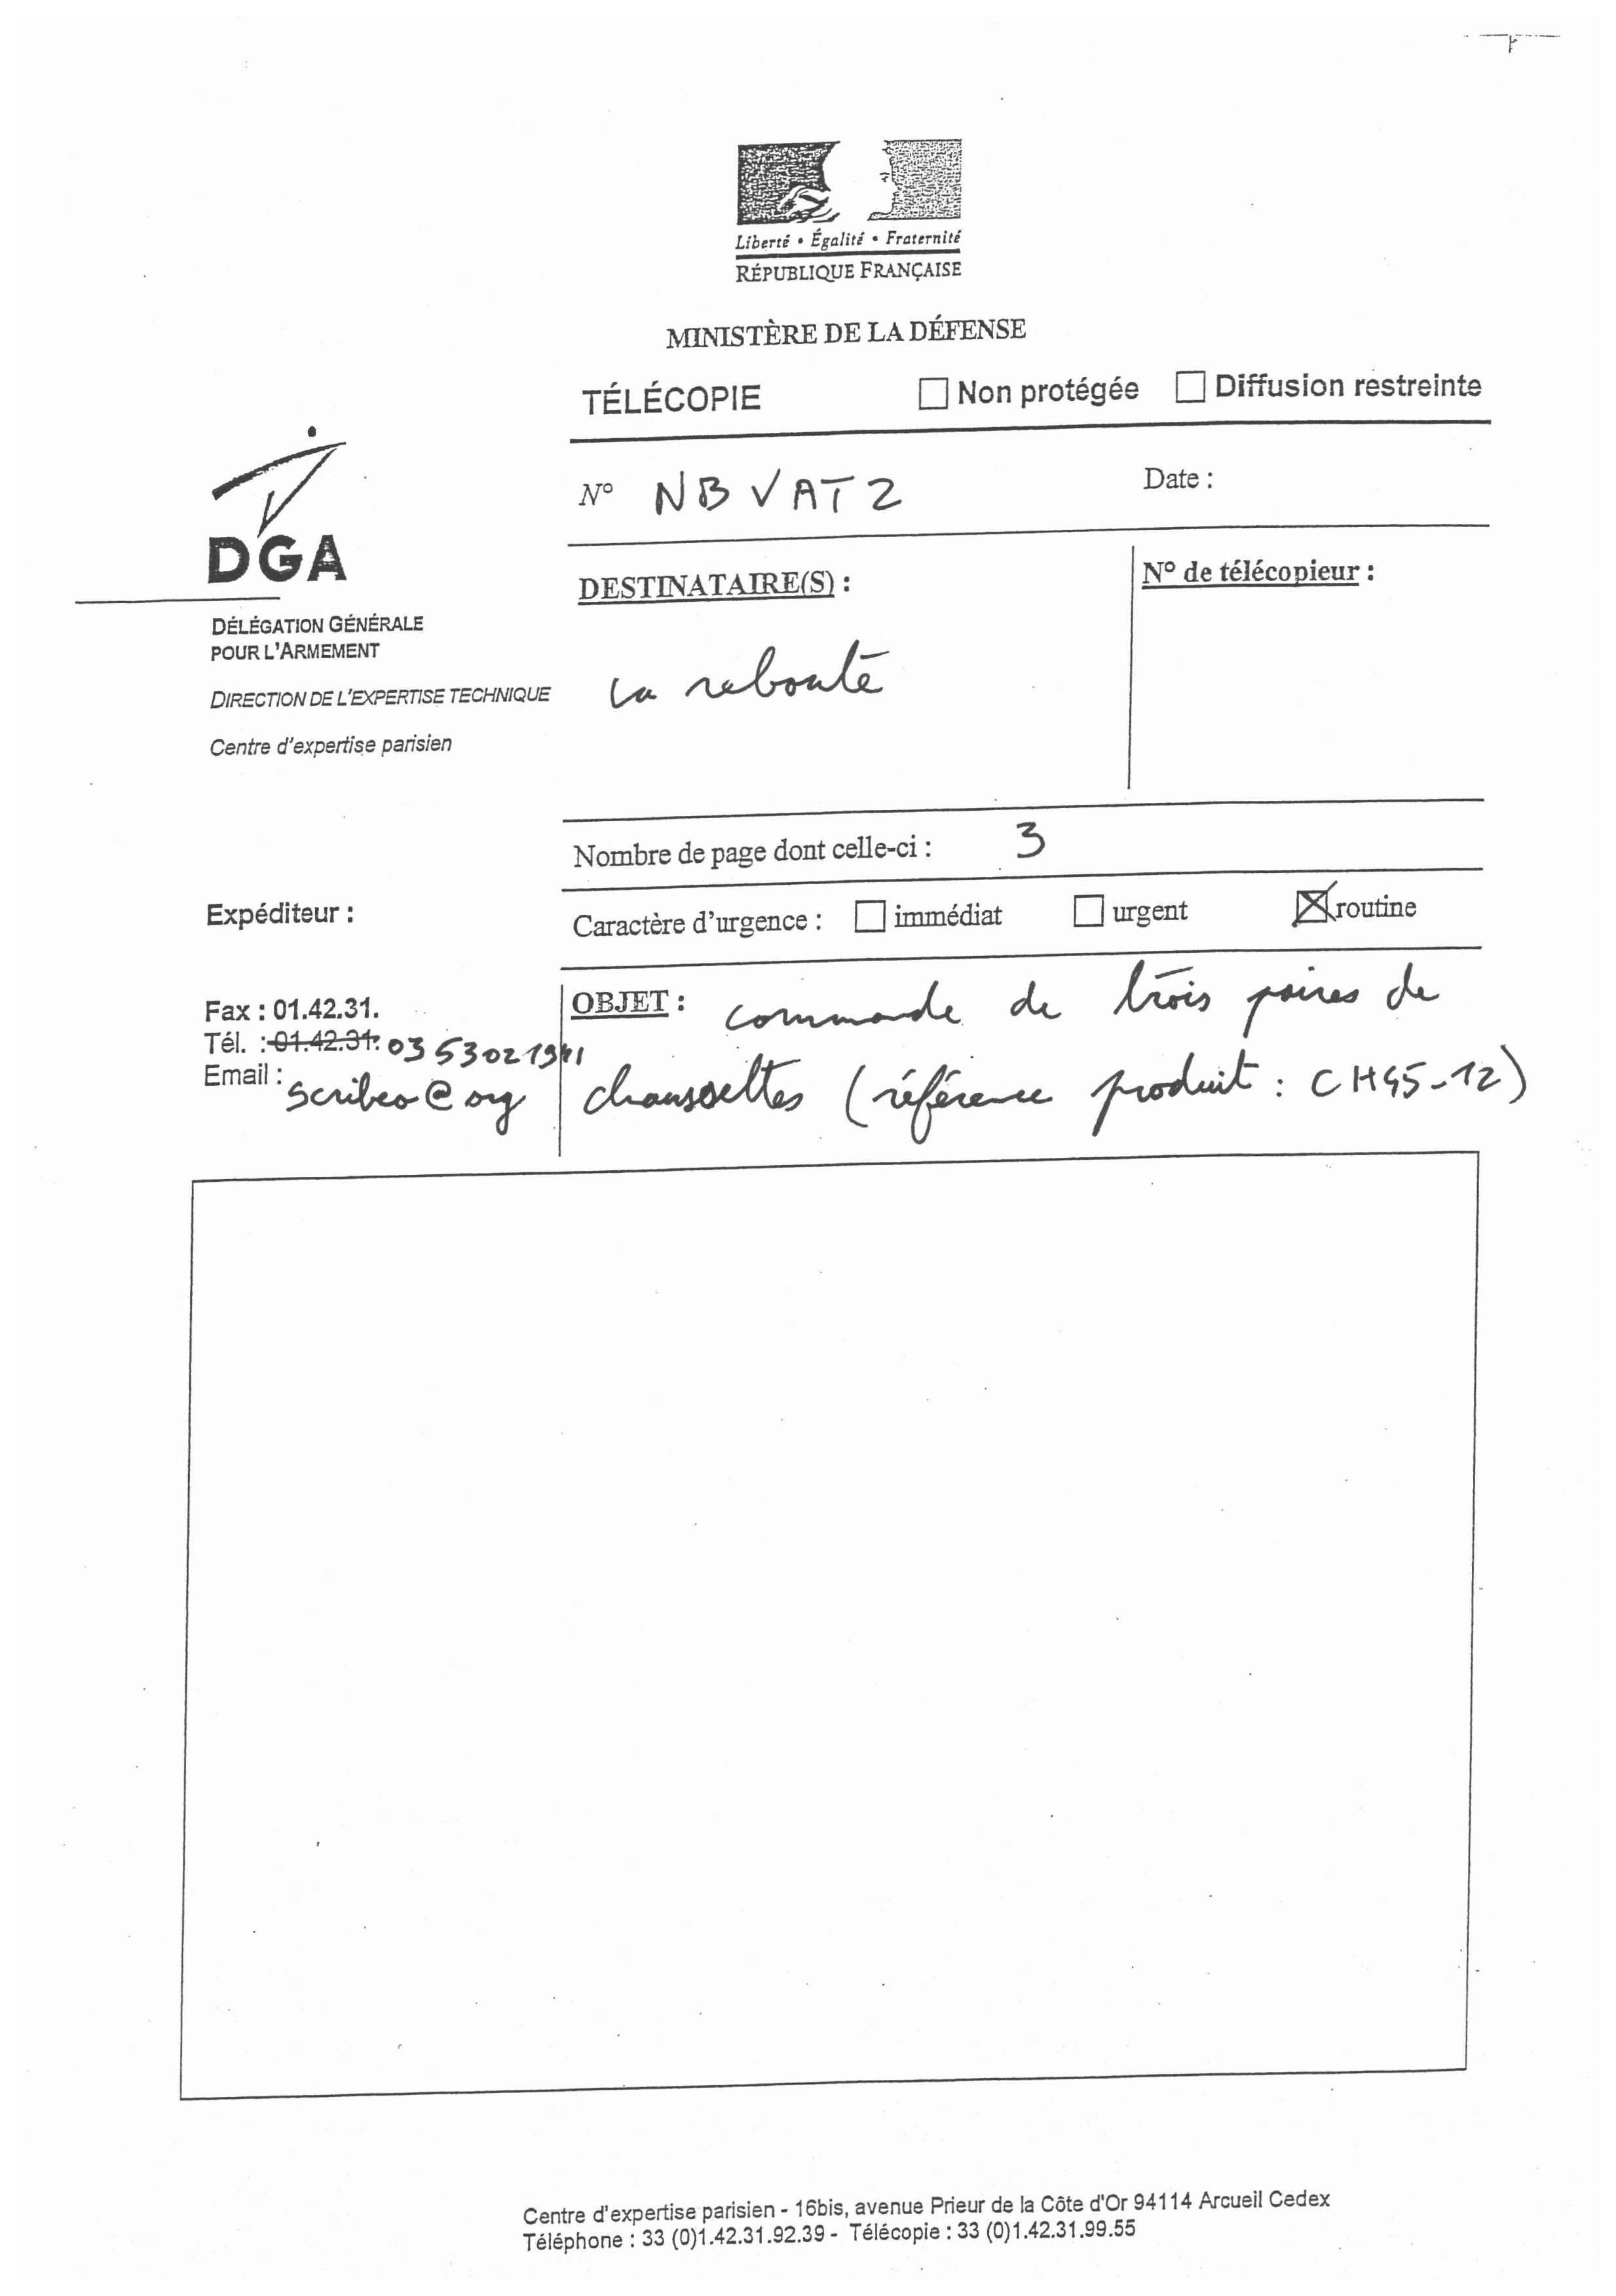 Liberté • Égalité • Fraternité
RÉPUBLIQUE FRANÇAISE
MINISTÈRE DE LA DÉFENSE
TÉLÉCOPIE Non protégée Diffusion restreinte
N° NBVATZ Date :
DGA
DESTINATAIRE(S) : N° de télécopieur :
DÉLÉGATION GÉNÉRALE
POUR L'ARMEMENT
DIRECTION DE L'EXPERTISE TECHNIQUE
La reboute
Centre d'expertise parisien
Nombre de page dont celle-ci : 3
Expéditeur :
Caractère d'urgence : immédiat urgent routine
Fax : 01.42.31.
Tél. : 01.42.31. 0353021941
Email : scribeo@org
OBJET : commande de trois paires de
chaussettes (référence produit : CH45-12)
Centre d'expertise parisien - 16bis, avenue Prieur de la Côte d'Or 94114 Arcueil Cedex
Téléphone : 33 (0)1.42.31.92.39 - Télécopie : 33 (0)1.42.31.99.55